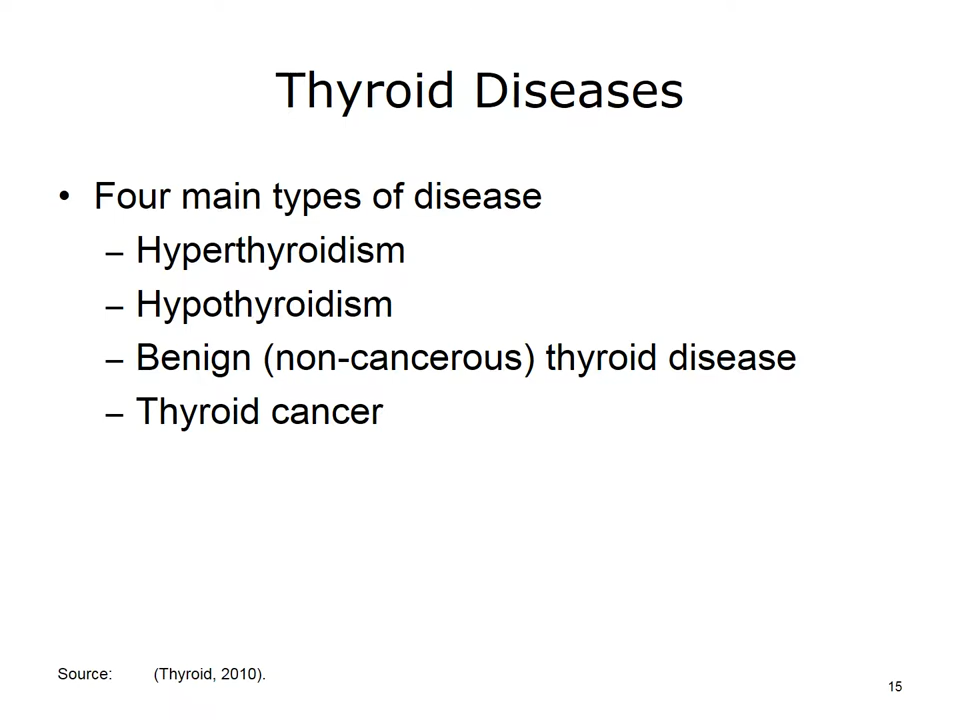 Thyroid Diseases
• Four main types of disease
– Hyperthyroidism
– Hypothyroidism
– Benign (non-cancerous) thyroid disease
– Thyroid cancer
Source: (Thyroid, 2010).
15